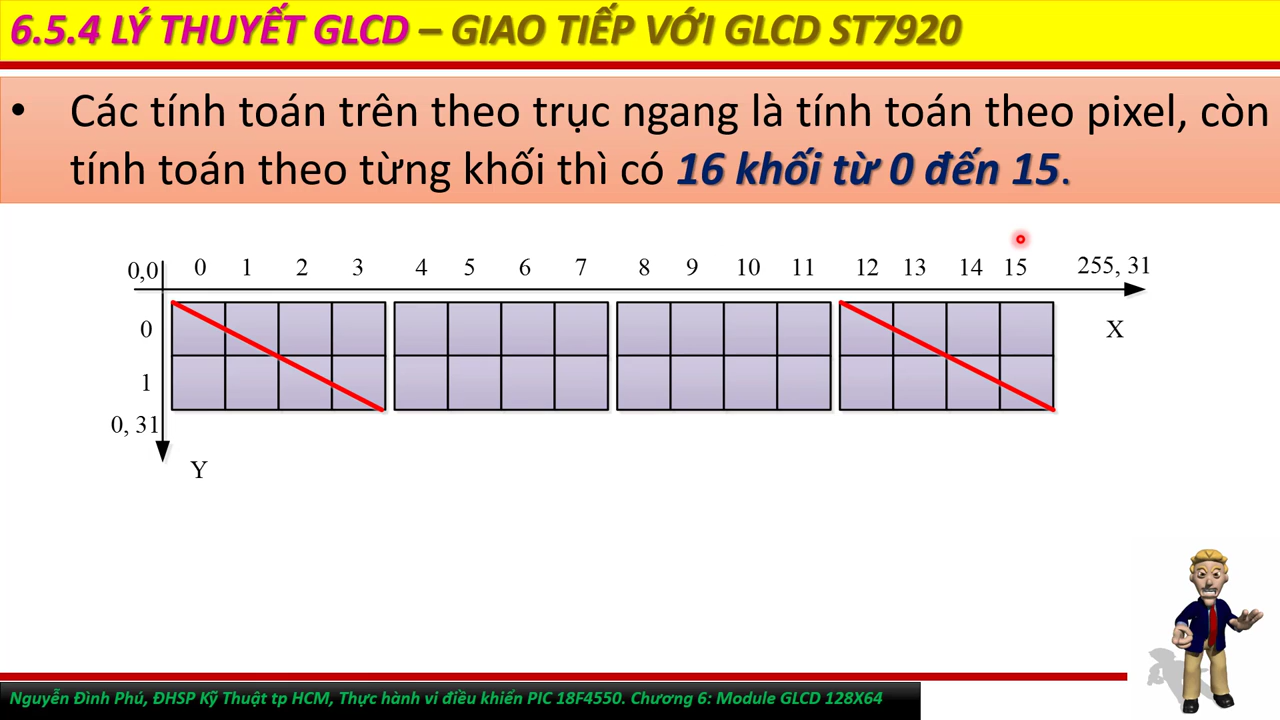 6.5.4 LÝ THUYẾT GLCD – GIAO TIẾP VỚI GLCD ST7920
• Các tính toán trên theo trục ngang là tính toán theo pixel, còn
tính toán theo từng khối thì có 16 khối từ 0 đến 15.
0,0 0 1 2 3 4 5 6 7 8 9 10 11 12 13 14 15 255, 31
0
X
1
0, 31
Y
Nguyễn Đình Phú, ĐHSP Kỹ Thuật tp HCM, Thực hành vi điều khiển PIC 18F4550. Chương 6: Module GLCD 128X64